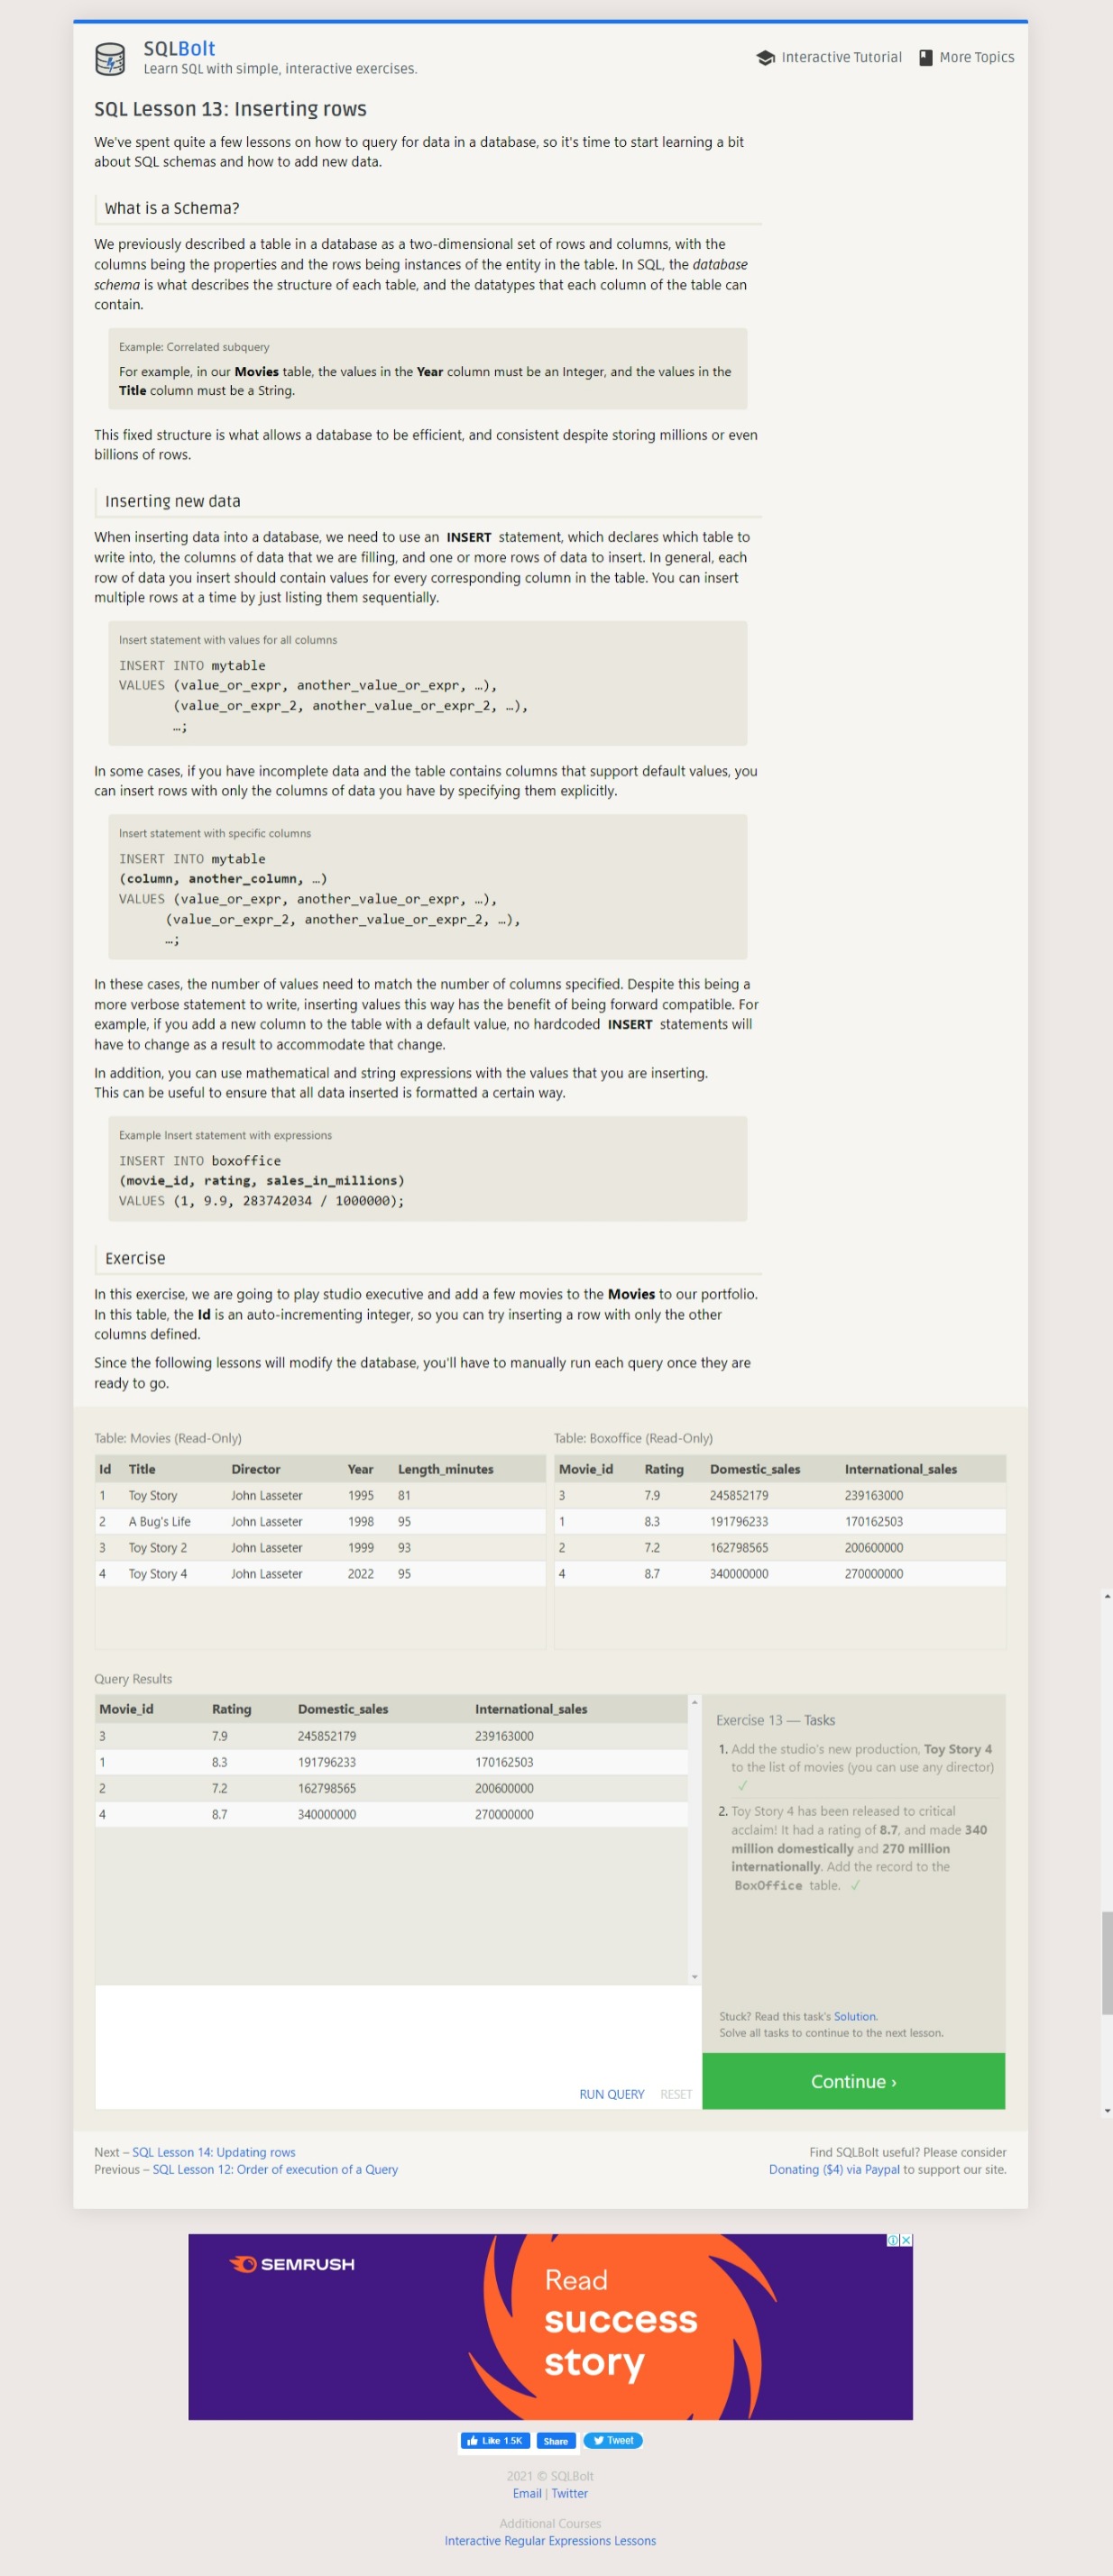 SQLBolt
Learn SQL with simple, interactive exercises.
Interactive Tutorial
More Topics
SQL Lesson 13: Inserting rows
We've spent quite a few lessons on how to query for data in a database, so it's time to start learning a bit
about SQL schemas and how to add new data.
What is a Schema?
We previously described a table in a database as a two-dimensional set of rows and columns, with the
columns being the properties and the rows being instances of the entity in the table. In SQL, the database
schema is what describes the structure of each table, and the datatypes that each column of the table can
contain.
Example: Correlated subquery
For example, in our Movies table, the values in the Year column must be an Integer, and the values in the
Title column must be a String.
This fixed structure is what allows a database to be efficient, and consistent despite storing millions or even
billions of rows.
Inserting new data
When inserting data into a database, we need to use an INSERT statement, which declares which table to
write into, the columns of data that we are filling, and one or more rows of data to insert. In general, each
row of data you insert should contain values for every corresponding column in the table. You can insert
multiple rows at a time by just listing them sequentially.
Insert statement with values for all columns
INSERT INTO mytable
VALUES (value_or_expr, another_value_or_expr, …),
(value_or_expr_2, another_value_or_expr_2, …),
…;
In some cases, if you have incomplete data and the table contains columns that support default values, you
can insert rows with only the columns of data you have by specifying them explicitly.
Insert statement with specific columns
INSERT INTO mytable
(column, another_column, …)
VALUES (value_or_expr, another_value_or_expr, …),
(value_or_expr_2, another_value_or_expr_2, …),
…;
In these cases, the number of values need to match the number of columns specified. Despite this being a
more verbose statement to write, inserting values this way has the benefit of being forward compatible. For
example, if you add a new column to the table with a default value, no hardcoded INSERT statements will
have to change as a result to accommodate that change.
In addition, you can use mathematical and string expressions with the values that you are inserting.
This can be useful to ensure that all data inserted is formatted a certain way.
Example Insert statement with expressions
INSERT INTO boxoffice
(movie_id, rating, sales_in_millions)
VALUES (1, 9.9, 283742034 / 1000000);
Exercise
In this exercise, we are going to play studio executive and add a few movies to the Movies to our portfolio.
In this table, the Id is an auto-incrementing integer, so you can try inserting a row with only the other
columns defined.
Since the following lessons will modify the database, you'll have to manually run each query once they are
ready to go.
Table: Movies (Read-Only)
Id Title Director Year Length_minutes
1 Toy Story John Lasseter 1995 81
2 A Bug's Life John Lasseter 1998 95
3 Toy Story 2 John Lasseter 1999 93
4 Toy Story 4 John Lasseter 2022 95
Table: Boxoffice (Read-Only)
Movie_id Rating Domestic_sales International_sales
3 7.9 245852179 239163000
1 8.3 191796233 170162503
2 7.2 162798565 200600000
4 8.7 340000000 270000000
Query Results
Movie_id Rating Domestic_sales International_sales
3 7.9 245852179 239163000
1 8.3 191796233 170162503
2 7.2 162798565 200600000
4 8.7 340000000 270000000
Exercise 13 — Tasks
1. Add the studio's new production, Toy Story 4
to the list of movies (you can use any director)
✓
2. Toy Story 4 has been released to critical
acclaim! It had a rating of 8.7, and made 340
million domestically and 270 million
internationally. Add the record to the
BoxOffice table. ✓
Stuck? Read this task's Solution.
Solve all tasks to continue to the next lesson.
RUN QUERY RESET
Continue ›
Next – SQL Lesson 14: Updating rows
Previous – SQL Lesson 12: Order of execution of a Query
Find SQLBolt useful? Please consider
Donating ($4) via Paypal to support our site.
SEMRUSH
Read
success
story
Like 1.5K
Share
Tweet
2021 © SQLBolt
Email | Twitter
Additional Courses
Interactive Regular Expressions Lessons